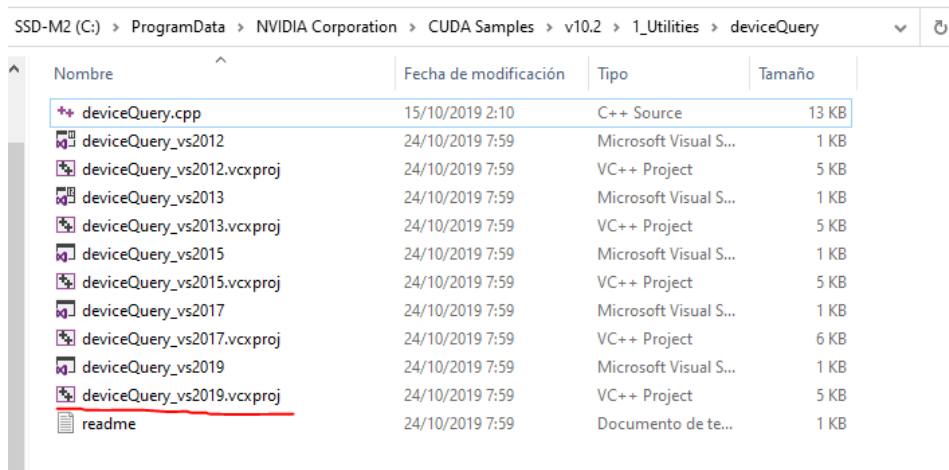 SSD-M2 (C:) > ProgramData > NVIDIA Corporation > CUDA Samples > v10.2 > 1_Utilities > deviceQuery
Nombre Fecha de modificación Tipo Tamaño
deviceQuery.cpp 15/10/2019 2:10 C++ Source 13 KB
deviceQuery_vs2012 24/10/2019 7:59 Microsoft Visual S... 1 KB
deviceQuery_vs2012.vcxproj 24/10/2019 7:59 VC++ Project 5 KB
deviceQuery_vs2013 24/10/2019 7:59 Microsoft Visual S... 1 KB
deviceQuery_vs2013.vcxproj 24/10/2019 7:59 VC++ Project 5 KB
deviceQuery_vs2015 24/10/2019 7:59 Microsoft Visual S... 1 KB
deviceQuery_vs2015.vcxproj 24/10/2019 7:59 VC++ Project 5 KB
deviceQuery_vs2017 24/10/2019 7:59 Microsoft Visual S... 1 KB
deviceQuery_vs2017.vcxproj 24/10/2019 7:59 VC++ Project 6 KB
deviceQuery_vs2019 24/10/2019 7:59 Microsoft Visual S... 1 KB
deviceQuery_vs2019.vcxproj 24/10/2019 7:59 VC++ Project 5 KB
readme 24/10/2019 7:59 Documento de te... 1 KB